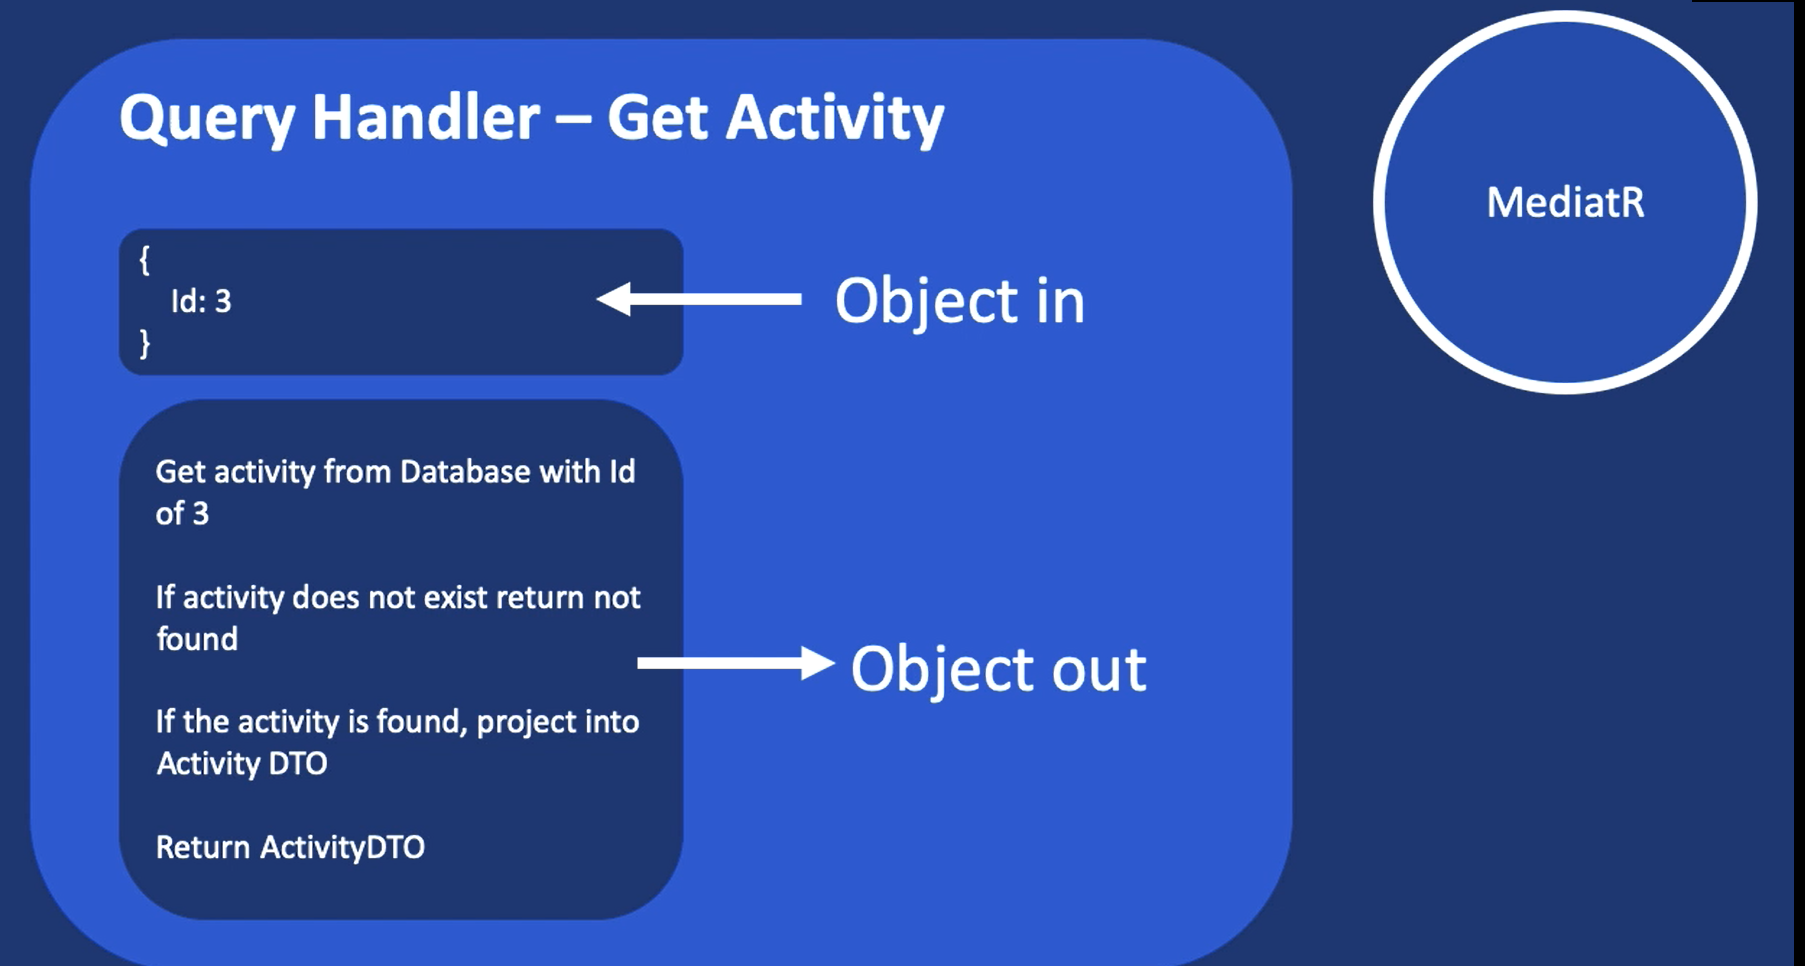 Query Handler – Get Activity
MediatR
{
Id: 3
}
Object in
Get activity from Database with Id
of 3
If activity does not exist return not
found
If the activity is found, project into
Activity DTO
Return ActivityDTO
Object out